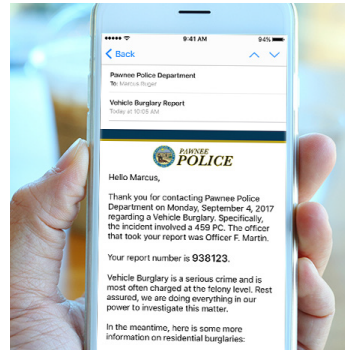 9:41 AM 94%
Back
Pawnee Police Department
To: Marcus Ruger
Vehicle Burglary Report
Today at 10:05 AM
PAWNEE
POLICE
Hello Marcus,
Thank you for contacting Pawnee Police
Department on Monday, September 4, 2017
regarding a Vehicle Burglary. Specifically,
the incident involved a 459 PC. The officer
that took your report was Officer F. Martin.
Your report number is 938123.
Vehicle Burglary is a serious crime and is
most often charged at the felony level. Rest
assured, we are doing everything in our
power to investigate this matter.
In the meantime, here is some more
information on residential burglaries: